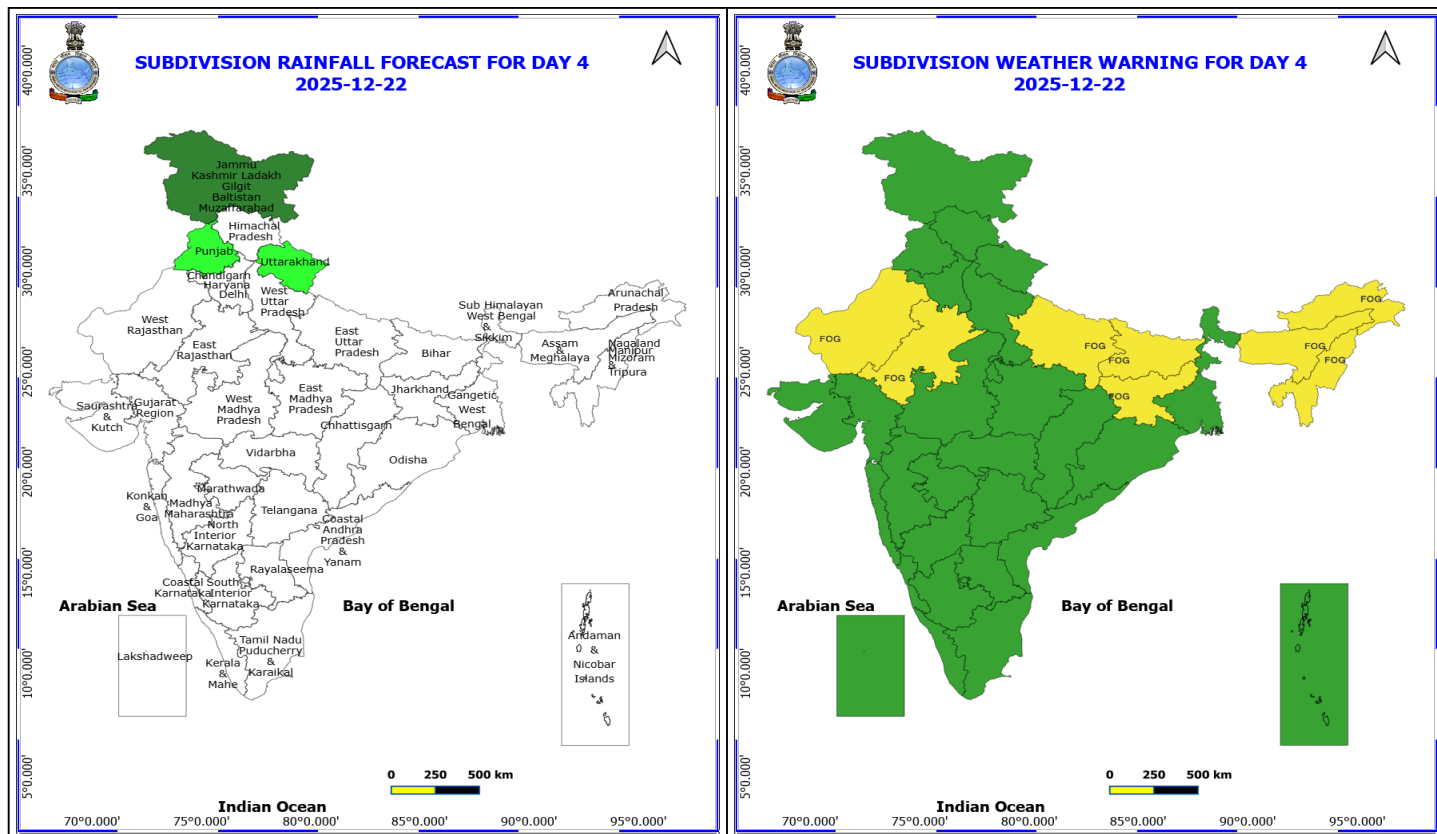 SUBDIVISION RAINFALL FORECAST FOR DAY 4
2025-12-22
40°0.000'
35°0.000'
30°0.000'
25°0.000'
20°0.000'
15°0.000'
10°0.000'
5°0.000'
Jammu
Kashmir Ladakh
Gilgit
Baltistan
Muzaffarabad
Himachal
Pradesh
Punjab
Uttarakhand
Chandigarh
Haryana
Delhi
West
Uttar
Pradesh
West
Rajasthan
East
Rajasthan
East
Uttar
Pradesh
Bihar
Sub Himalayan
West Bengal
&
Sikkim
Arunachal
Pradesh
Assam
&
Meghalaya
Nagaland
Manipur
Mizoram
&
Tripura
Saurashtra
&
Kutch
Gujarat
Region
West
Madhya
Pradesh
East
Madhya
Pradesh
Jharkhand
Gangetic
West
Bengal
Chhattisgarh
Vidarbha
Odisha
Konkan
&
Goa
Madhya
Maharashtra
Marathwada
Telangana
North
Interior
Karnataka
Coastal
Andhra
Pradesh
&
Yanam
Rayalaseema
Coastal
Karnataka
South
Interior
Karnataka
Tamil Nadu
Puducherry
&
Karaikal
Kerala
&
Mahe
Arabian Sea
Bay of Bengal
Lakshadweep
Andaman
&
Nicobar
Islands
0 250 500 km
Indian Ocean
70°0.000' 75°0.000' 80°0.000' 85°0.000' 90°0.000' 95°0.000'
SUBDIVISION WEATHER WARNING FOR DAY 4
2025-12-22
40°0.000'
35°0.000'
30°0.000'
25°0.000'
20°0.000'
15°0.000'
10°0.000'
5°0.000'
FOG
FOG
FOG
FOG
FOG
FOG
FOG
FOG
Arabian Sea
Bay of Bengal
0 250 500 km
Indian Ocean
70°0.000' 75°0.000' 80°0.000' 85°0.000' 90°0.000' 95°0.000'